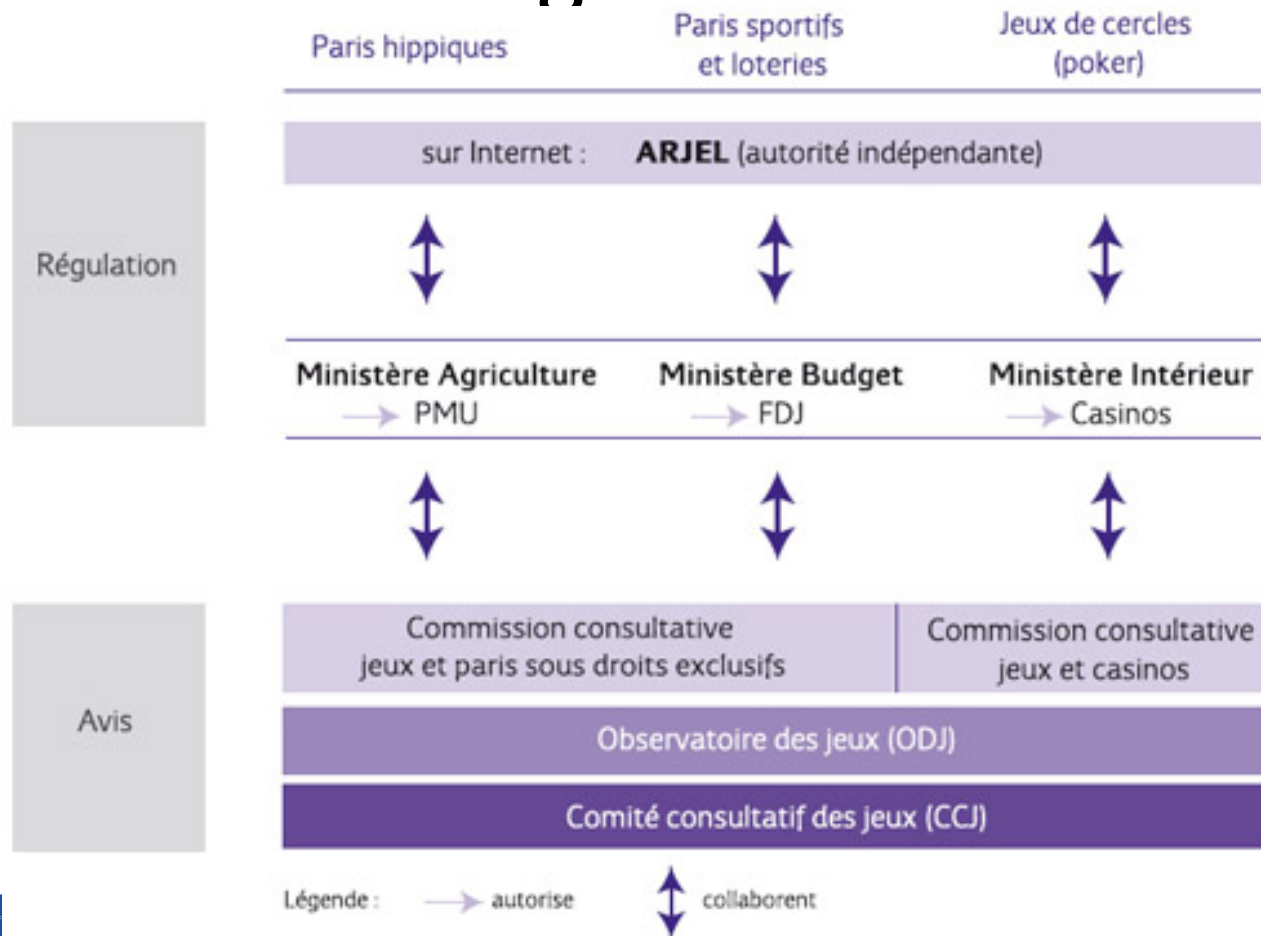 Paris hippiques
Paris sportifs
et loteries
Jeux de cercles
(poker)
Régulation
sur Internet : ARJEL (autorité indépendante)
Ministère Agriculture
PMU
Ministère Budget
FDJ
Ministère Intérieur
Casinos
Avis
Commission consultative
jeux et paris sous droits exclusifs
Commission consultative
jeux et casinos
Observatoire des jeux (ODJ)
Comité consultatif des jeux (CCJ)
Légende : autorise collaborent